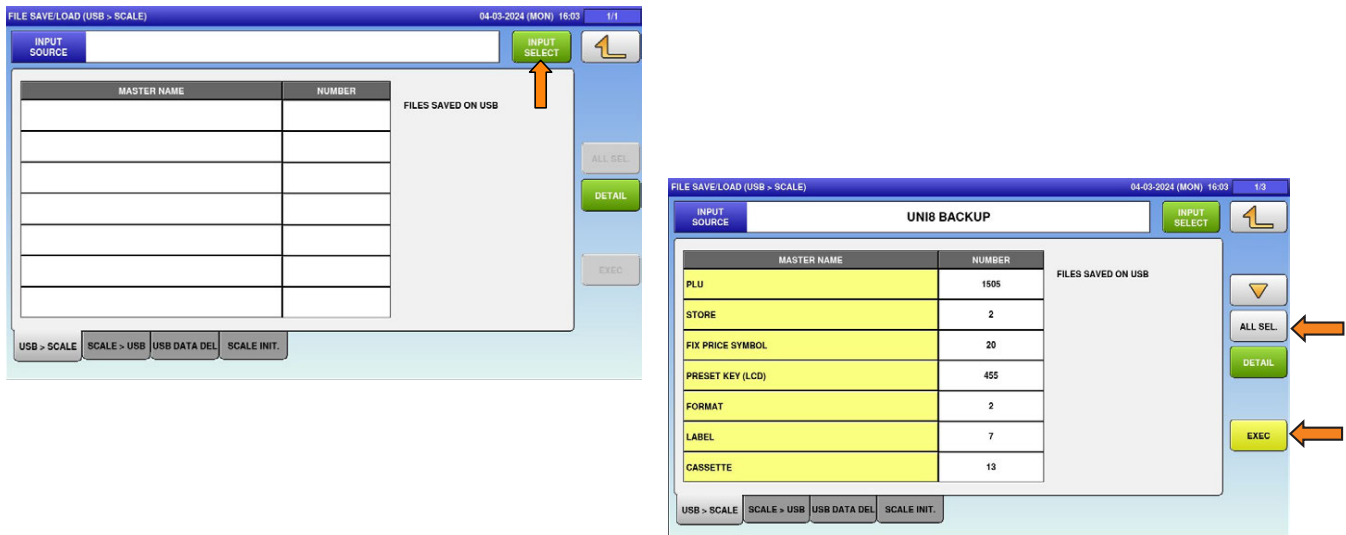 FILE SAVE/LOAD (USB > SCALE) 04-03-2024 (MON) 16:03 1/1
INPUT
SOURCE
INPUT
SELECT
MASTER NAME NUMBER
FILES SAVED ON USB
ALL SEL.
DETAIL
EXEC
USB > SCALE SCALE > USB USB DATA DEL SCALE INIT.
FILE SAVE/LOAD (USB > SCALE) 04-03-2024 (MON) 16:03 1/3
INPUT
SOURCE
UNI8 BACKUP
INPUT
SELECT
MASTER NAME NUMBER
FILES SAVED ON USB
PLU 1505
STORE 2
FIX PRICE SYMBOL 20
PRESET KEY (LCD) 455
FORMAT 2
LABEL 7
CASSETTE 13
ALL SEL.
DETAIL
EXEC
USB > SCALE SCALE > USB USB DATA DEL SCALE INIT.